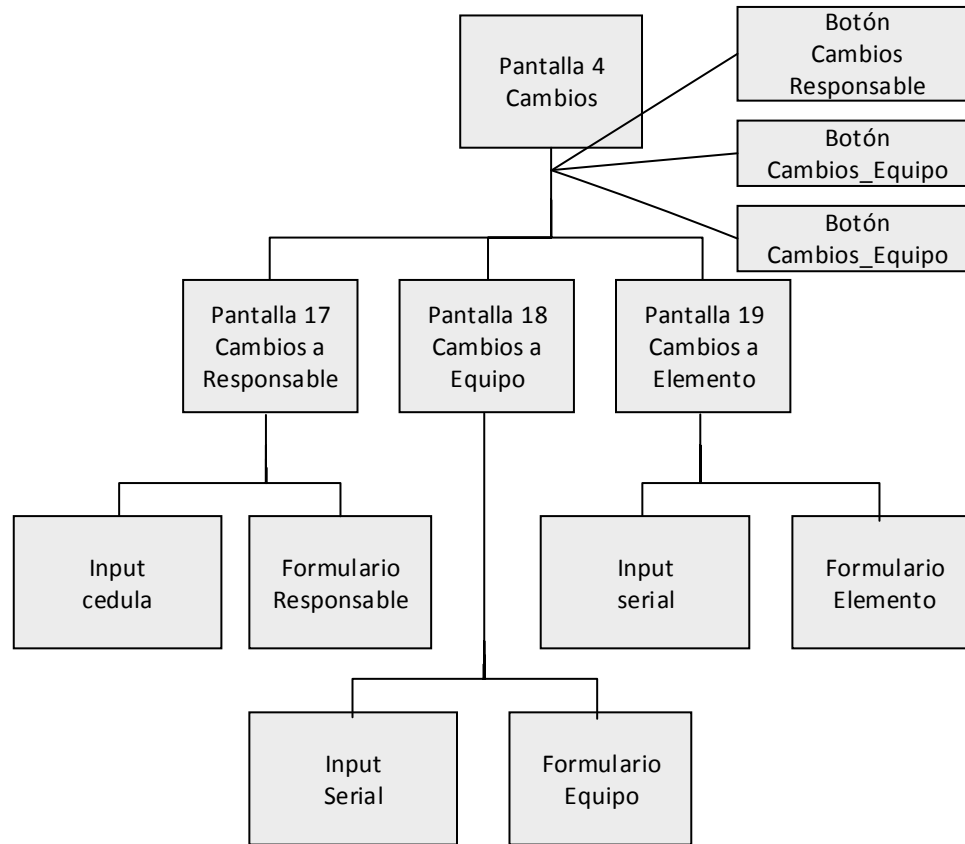 Pantalla 4
Cambios
Botón
Cambios
Responsable
Botón
Cambios_Equipo
Botón
Cambios_Equipo
Pantalla 17
Cambios a
Responsable
Pantalla 18
Cambios a
Equipo
Pantalla 19
Cambios a
Elemento
Input
cedula
Formulario
Responsable
Input
serial
Formulario
Elemento
Input
Serial
Formulario
Equipo